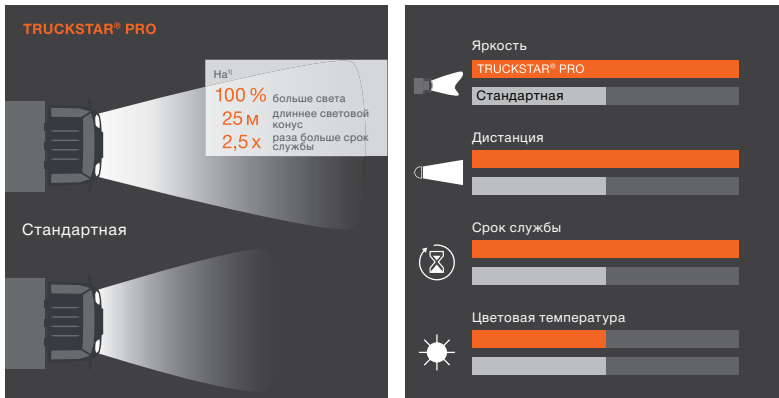 TRUCKSTAR® PRO
На¹⁾
100 % больше света
25 м длиннее световой
конус
2,5 x раза больше срок
службы
Стандартная
Яркость
TRUCKSTAR® PRO
Стандартная
Дистанция
Срок службы
Цветовая температура